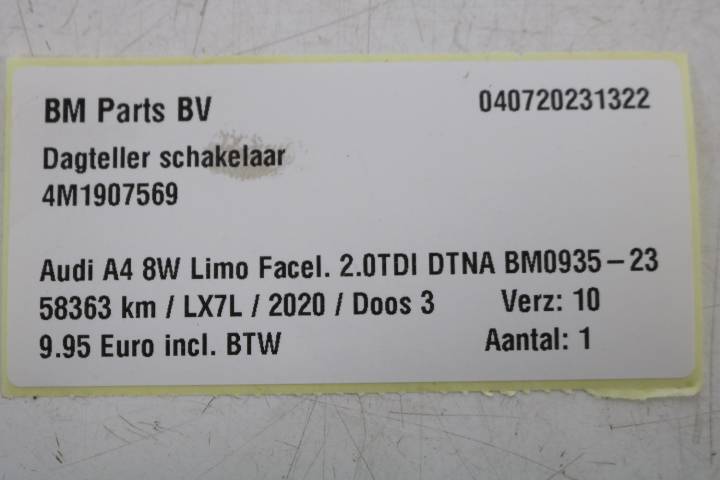 BM Parts BV 040720231322
Dagteller schakelaar
4M1907569
Audi A4 8W Limo Facel. 2.0TDI DTNA BM0935-23
58363 km / LX7L / 2020 / Doos 3 Verz: 10
9.95 Euro incl. BTW Aantal: 1